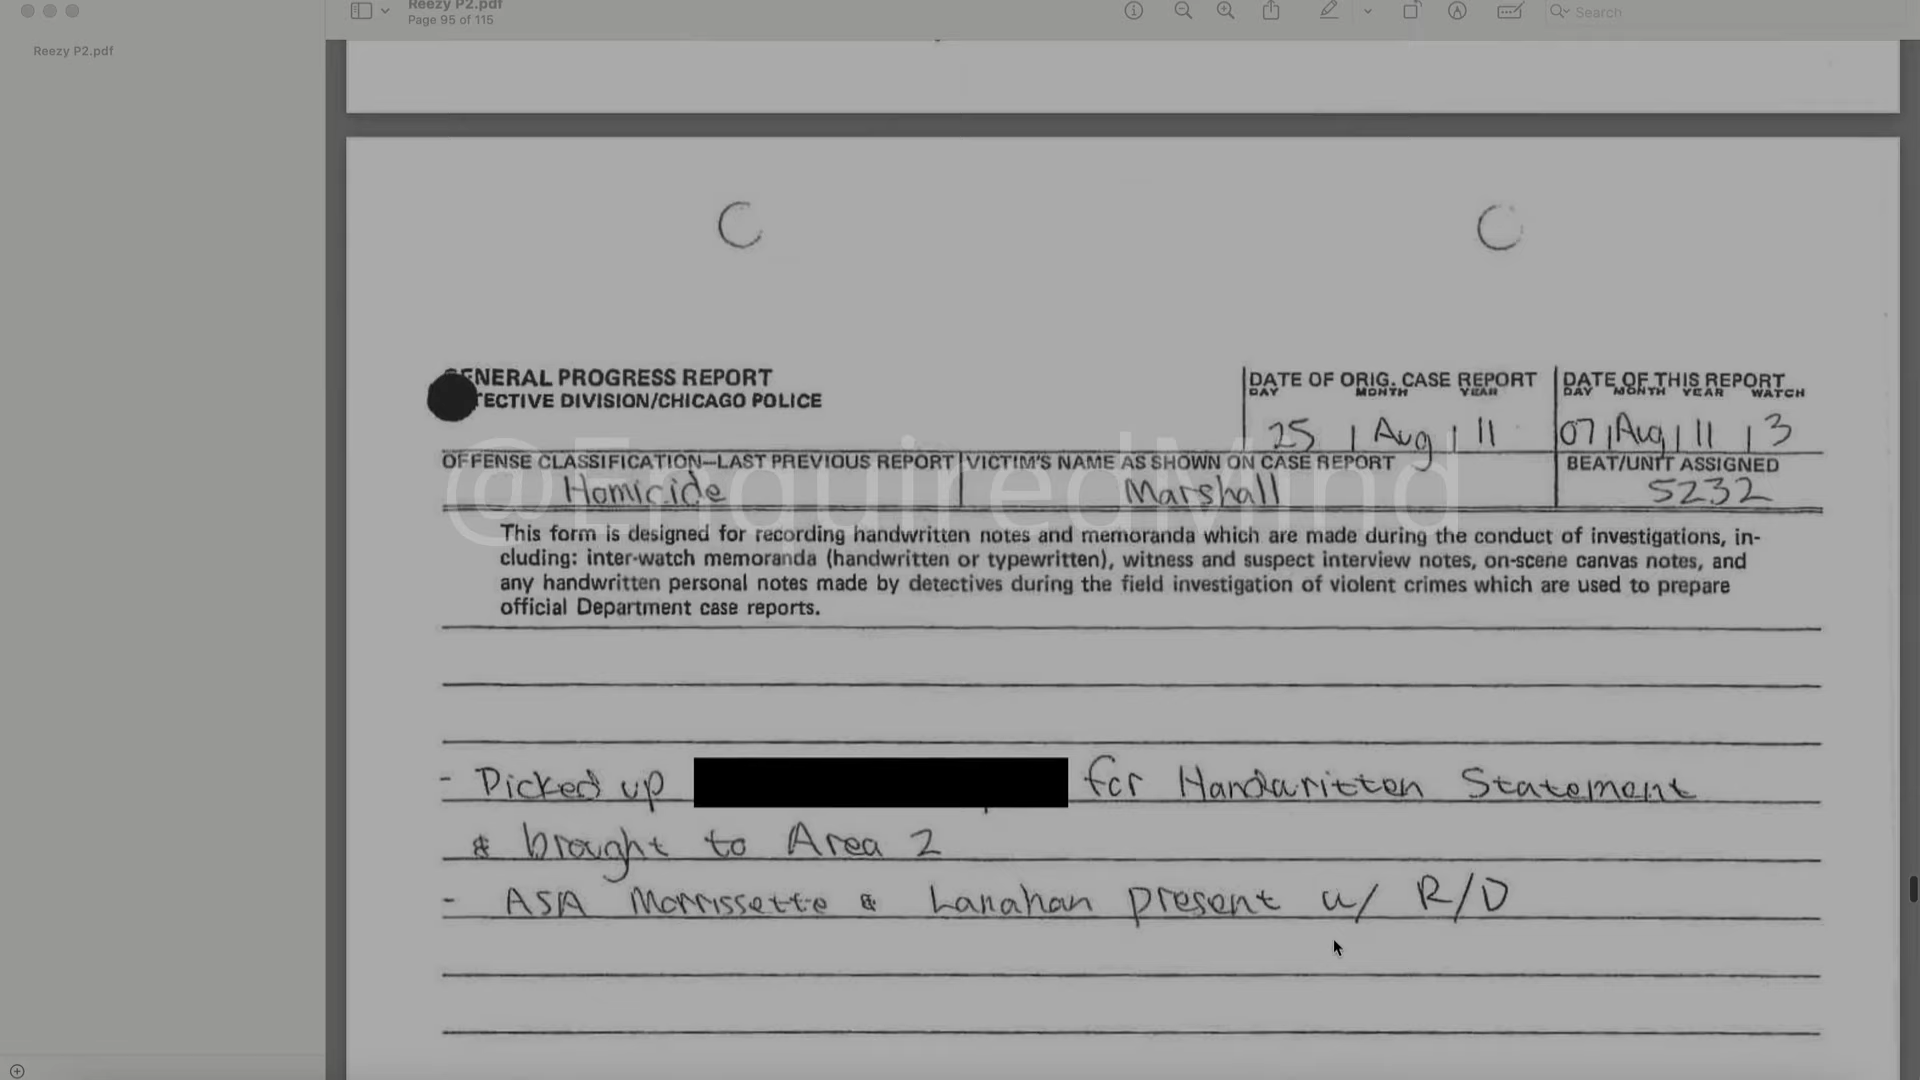 Reezy P2.pdf
Page 95 of 115
Search
Reezy P2.pdf
GENERAL PROGRESS REPORT
DETECTIVE DIVISION/CHICAGO POLICE
DATE OF ORIG. CASE REPORT
DAY MONTH YEAR
25 Aug 11
DATE OF THIS REPORT
DAY MONTH YEAR WATCH
07 Aug 11 3
OFFENSE CLASSIFICATION—LAST PREVIOUS REPORT
Homicide
VICTIM'S NAME AS SHOWN ON CASE REPORT
Marshall
BEAT/UNIT ASSIGNED
5232
@EnquiredMind
This form is designed for recording handwritten notes and memoranda which are made during the conduct of investigations, in-
cluding: inter-watch memoranda (handwritten or typewritten), witness and suspect interview notes, on-scene canvas notes, and
any handwritten personal notes made by detectives during the field investigation of violent crimes which are used to prepare
official Department case reports.
- Picked up for Handwritten Statement
& brought to Area 2
- ASA Morrissette & Lanahan present w/ R/D